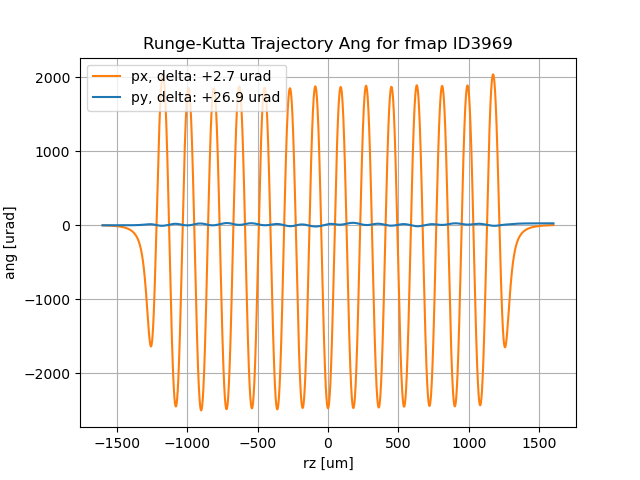 Runge-Kutta Trajectory Ang for fmap ID3969
px, delta: +2.7 urad
py, delta: +26.9 urad
2000
1000
0
−1000
−2000
ang [urad]
−1500 −1000 −500 0 500 1000 1500
rz [um]